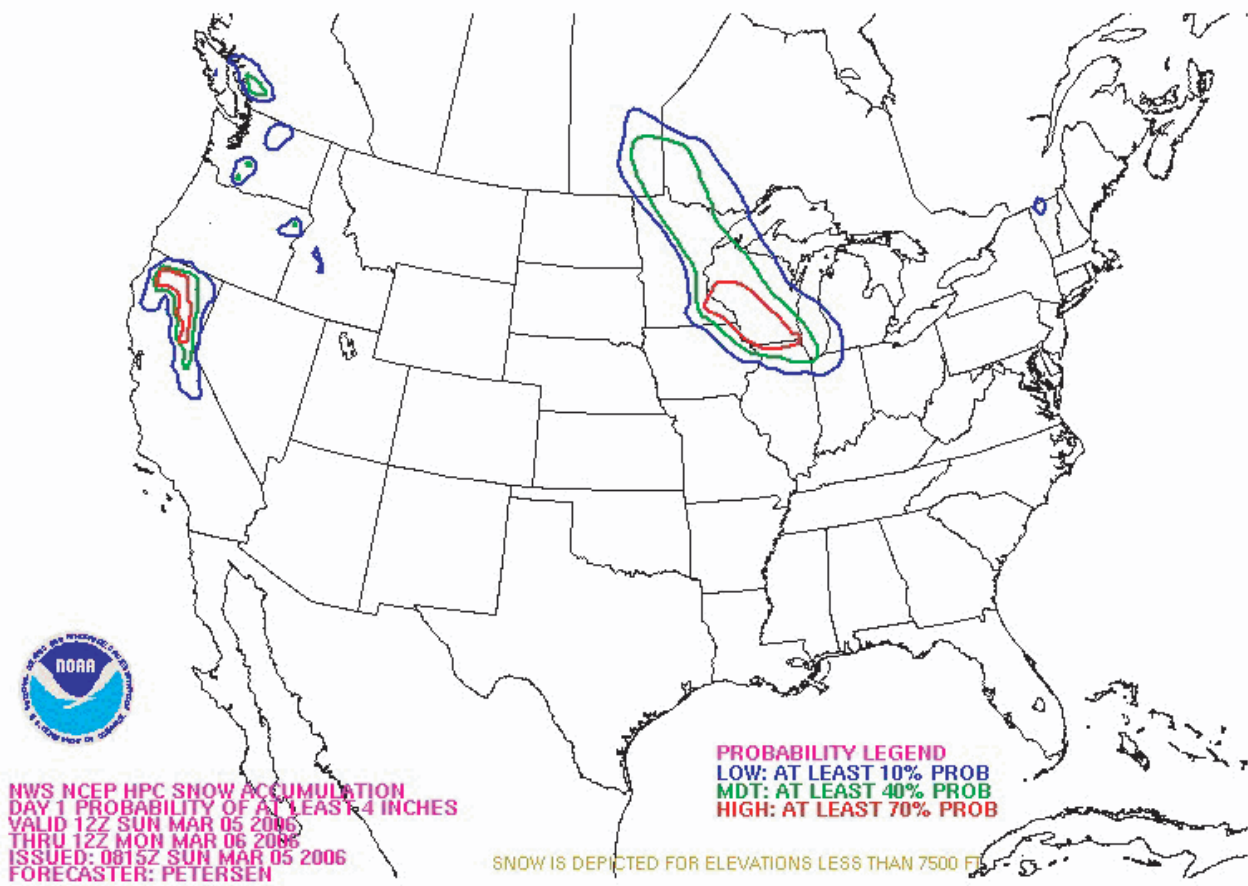 NOAA
PROBABILITY LEGEND
LOW: AT LEAST 10% PROB
MDT: AT LEAST 40% PROB
HIGH: AT LEAST 70% PROB
NWS NCEP HPC SNOW ACCUMULATION
DAY 1 PROBABILITY OF AT LEAST 4 INCHES
VALID 12Z SUN MAR 05 2006
THRU 12Z MON MAR 06 2006
ISSUED: 0815Z SUN MAR 05 2006
FORECASTER: PETERSEN
SNOW IS DEPICTED FOR ELEVATIONS LESS THAN 7500 FT